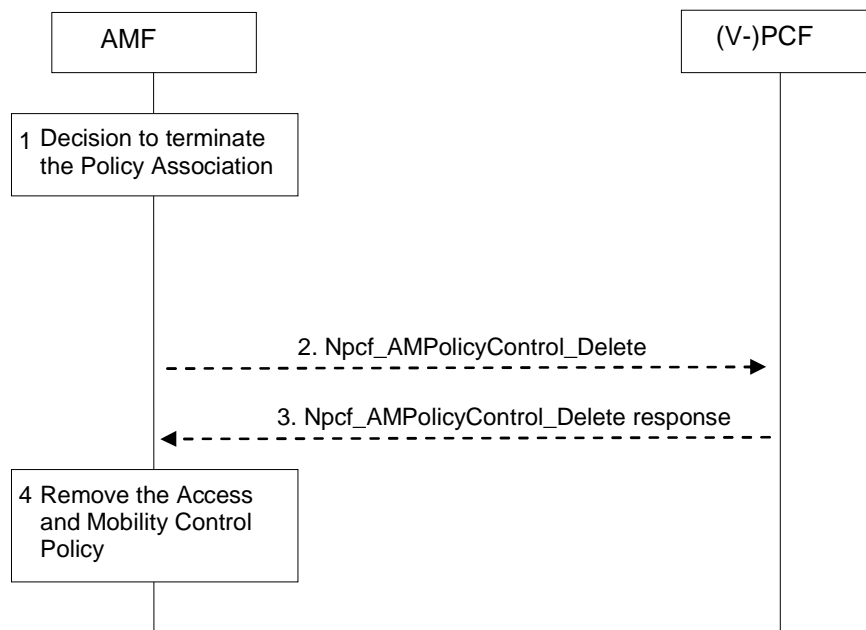 AMF
(V-)PCF
1 Decision to terminate
the Policy Association
2. Npcf_AMPolicyControl_Delete
3. Npcf_AMPolicyControl_Delete response
4 Remove the Access
and Mobility Control
Policy